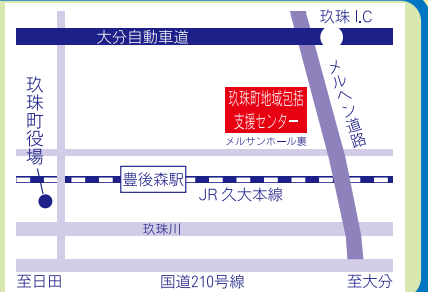 玖珠 I.C
大分自動車道
メルヘン道路
玖珠町役場
玖珠町地域包括
支援センター
メルサンホール裏
豊後森駅
JR 久大本線
玖珠川
至日田
国道210号線
至大分